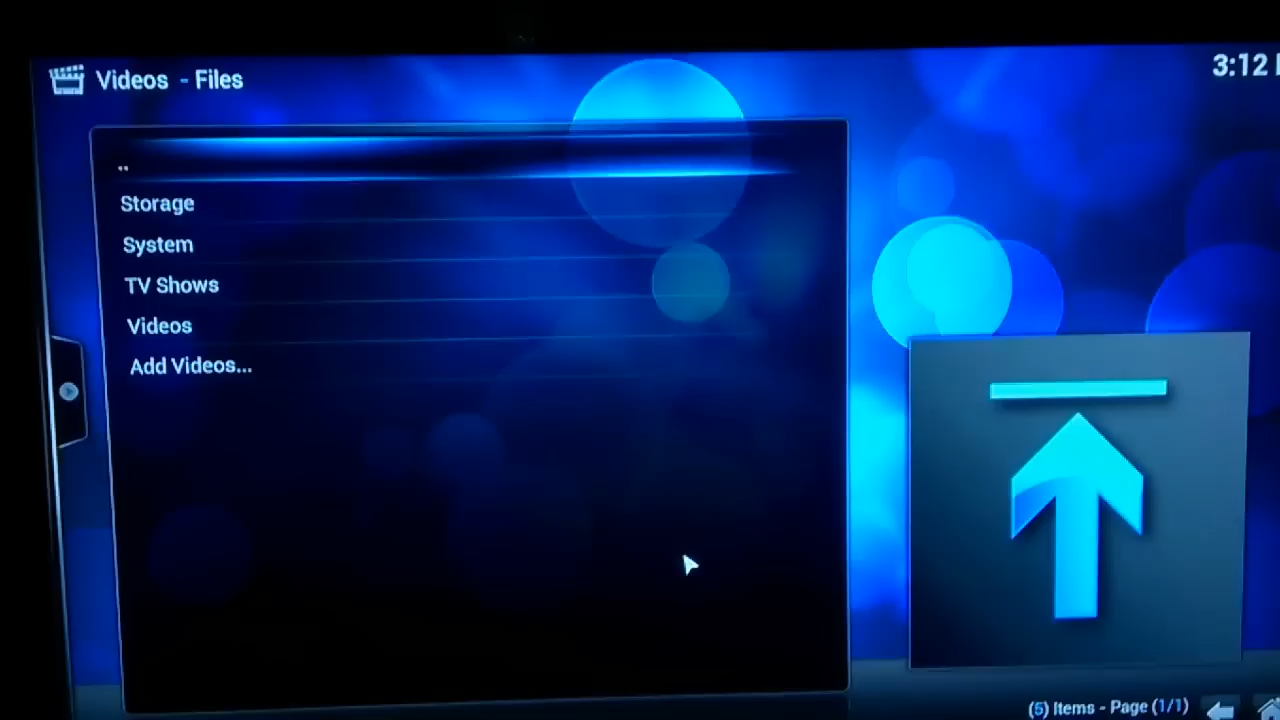 Videos - Files
3:12
..
Storage
System
TV Shows
Videos
Add Videos...
(5) Items - Page (1/1)